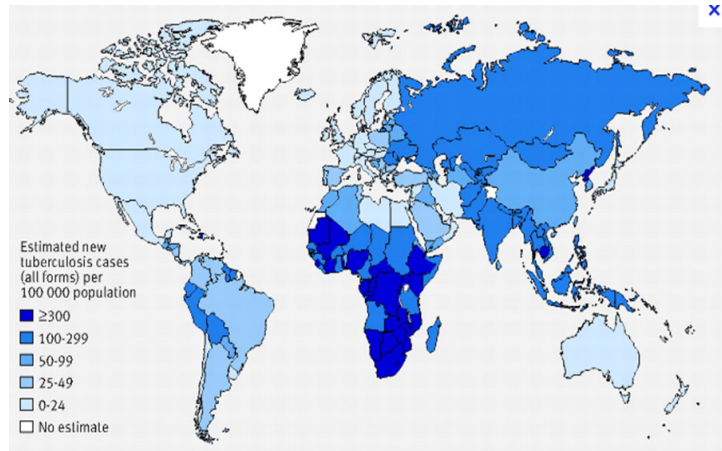 x
Estimated new
tuberculosis cases
(all forms) per
100 000 population
≥300
100-299
50-99
25-49
0-24
No estimate